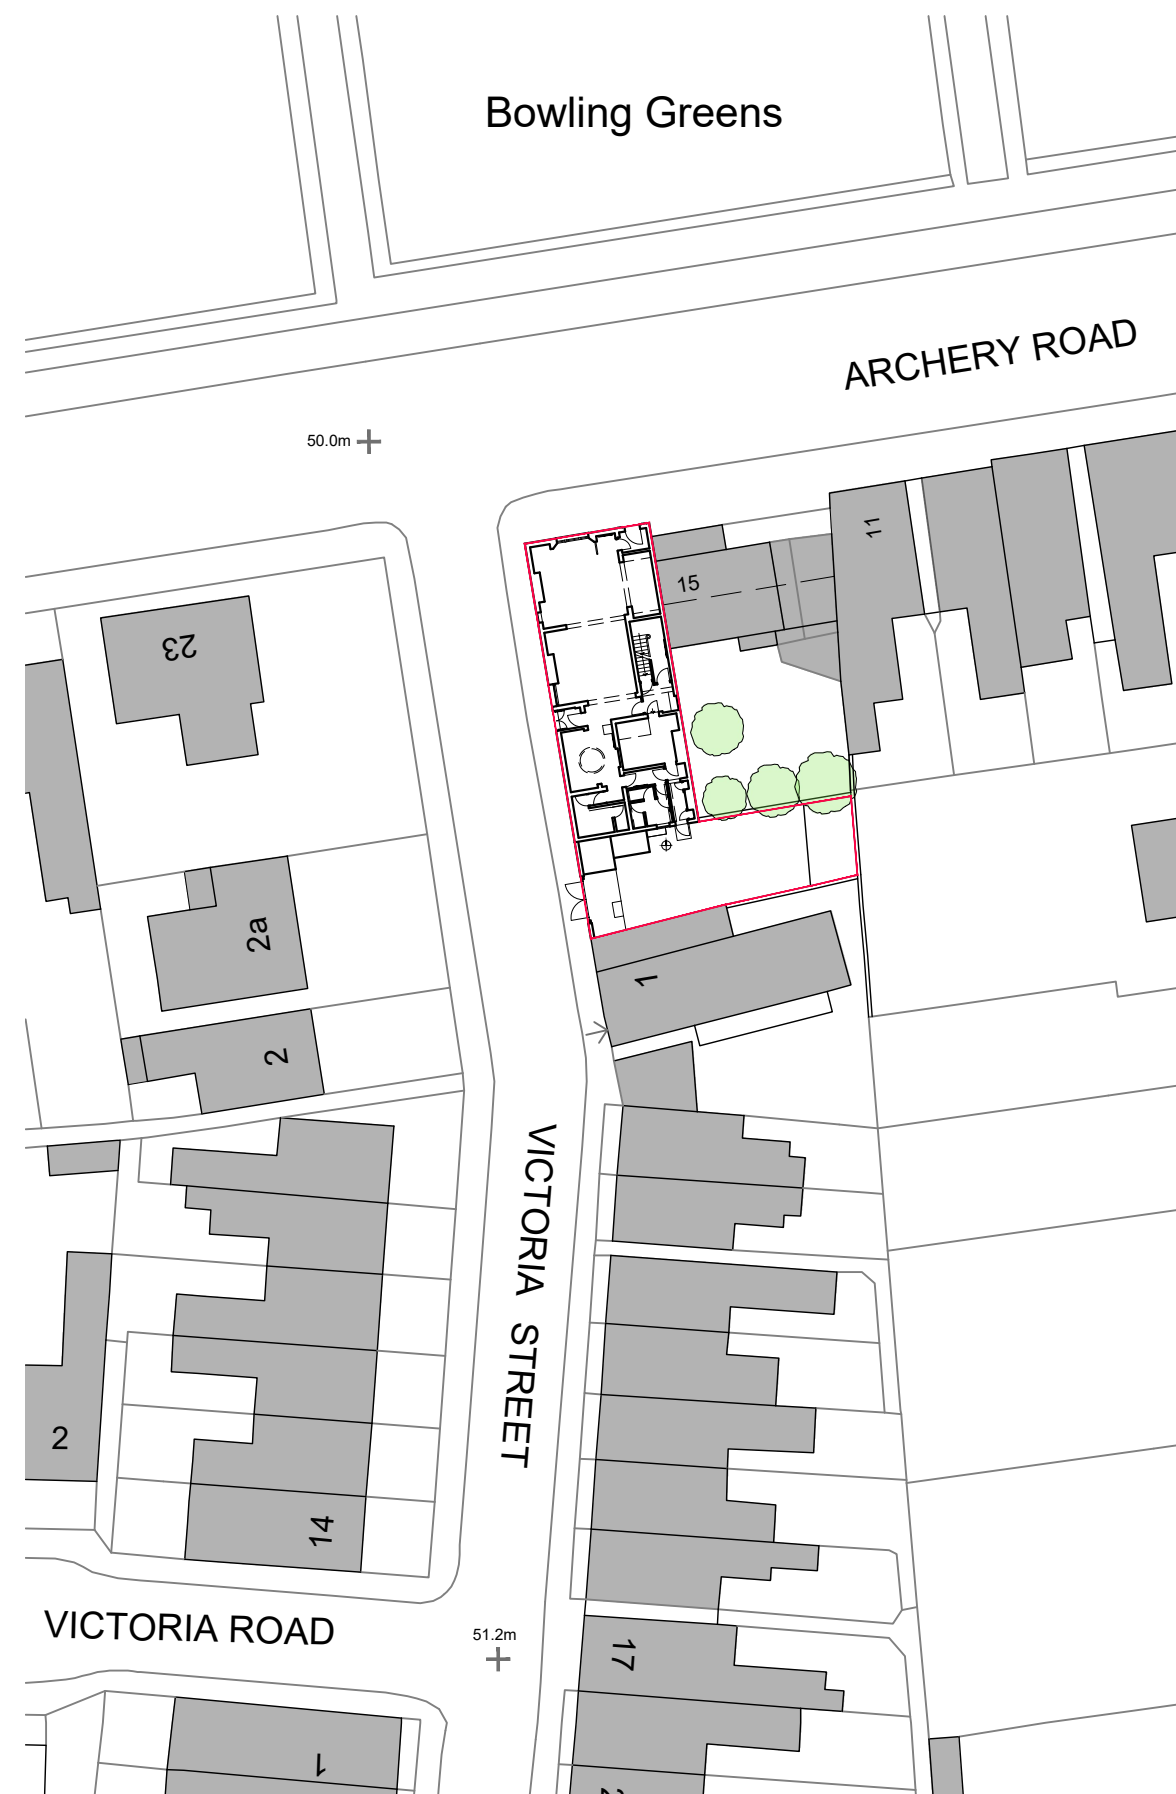 Bowling Greens
ARCHERY ROAD
50.0m
11
15
23
2a
1
2
VICTORIA STREET
2
14
VICTORIA ROAD
51.2m
17
1